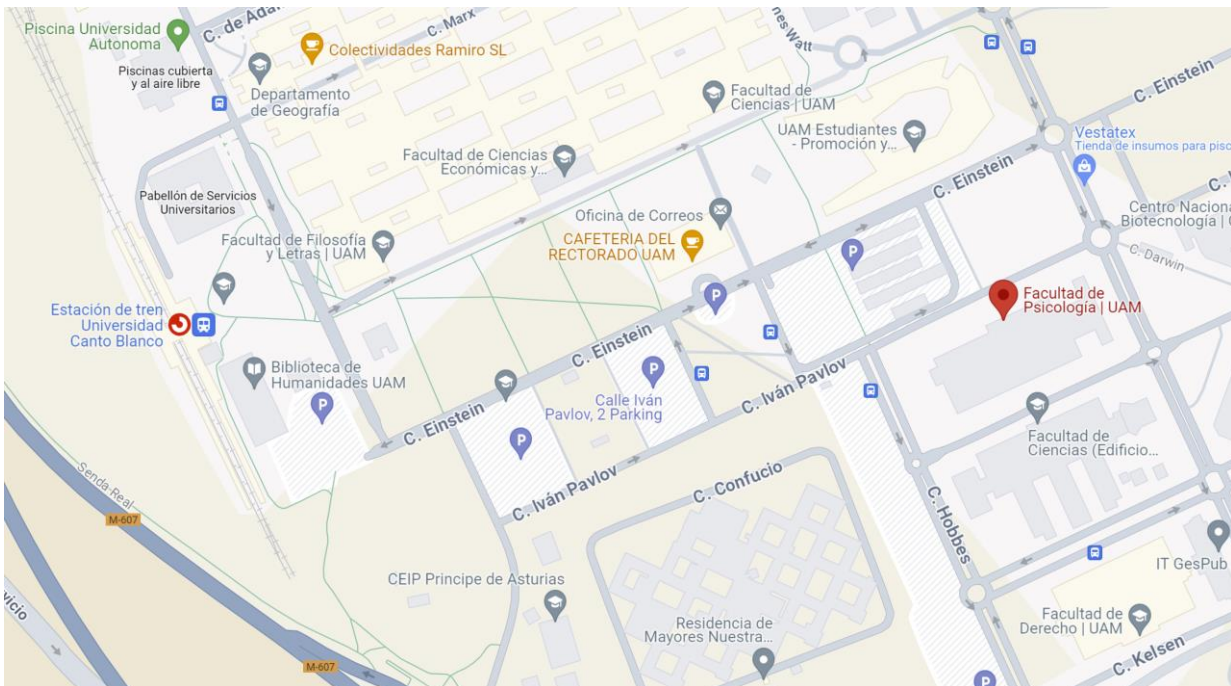 Piscina Universidad
Autonoma
Piscinas cubierta
y al aire libre
C. de Adam
C. Marx
Colectividades Ramiro SL
Departamento
de Geografía
nesWatt
Facultad de
Ciencias | UAM
UAM Estudiantes
- Promoción y...
C. Einstein
Vestatex
Tienda de insumos para piso
Facultad de Ciencias
Económicas y...
Pabellón de Servicios
Universitarios
C. Einstein
Centro Naciona
Biotecnología |
C. Darwin
Oficina de Correos
CAFETERIA DEL
RECTORADO UAM
Facultad de Filosofía
y Letras | UAM
P
P
Facultad de
Psicología | UAM
Estación de tren
Universidad
Canto Blanco
C. Einstein
Biblioteca de
Humanidades UAM
P
P
Calle Iván
Pavlov, 2 Parking
C. Iván Pavlov
C. Einstein
P
Facultad de
Ciencias (Edificio...
Senda-Real
M-607
C. Iván Pavlov
C. Confucio
C. Hobbes
IT GesPub
CEIP Principe de Asturias
vicio
Residencia de
Mayores Nuestra...
Facultad de
Derecho | UAM
M-607
C. Kelsen
P